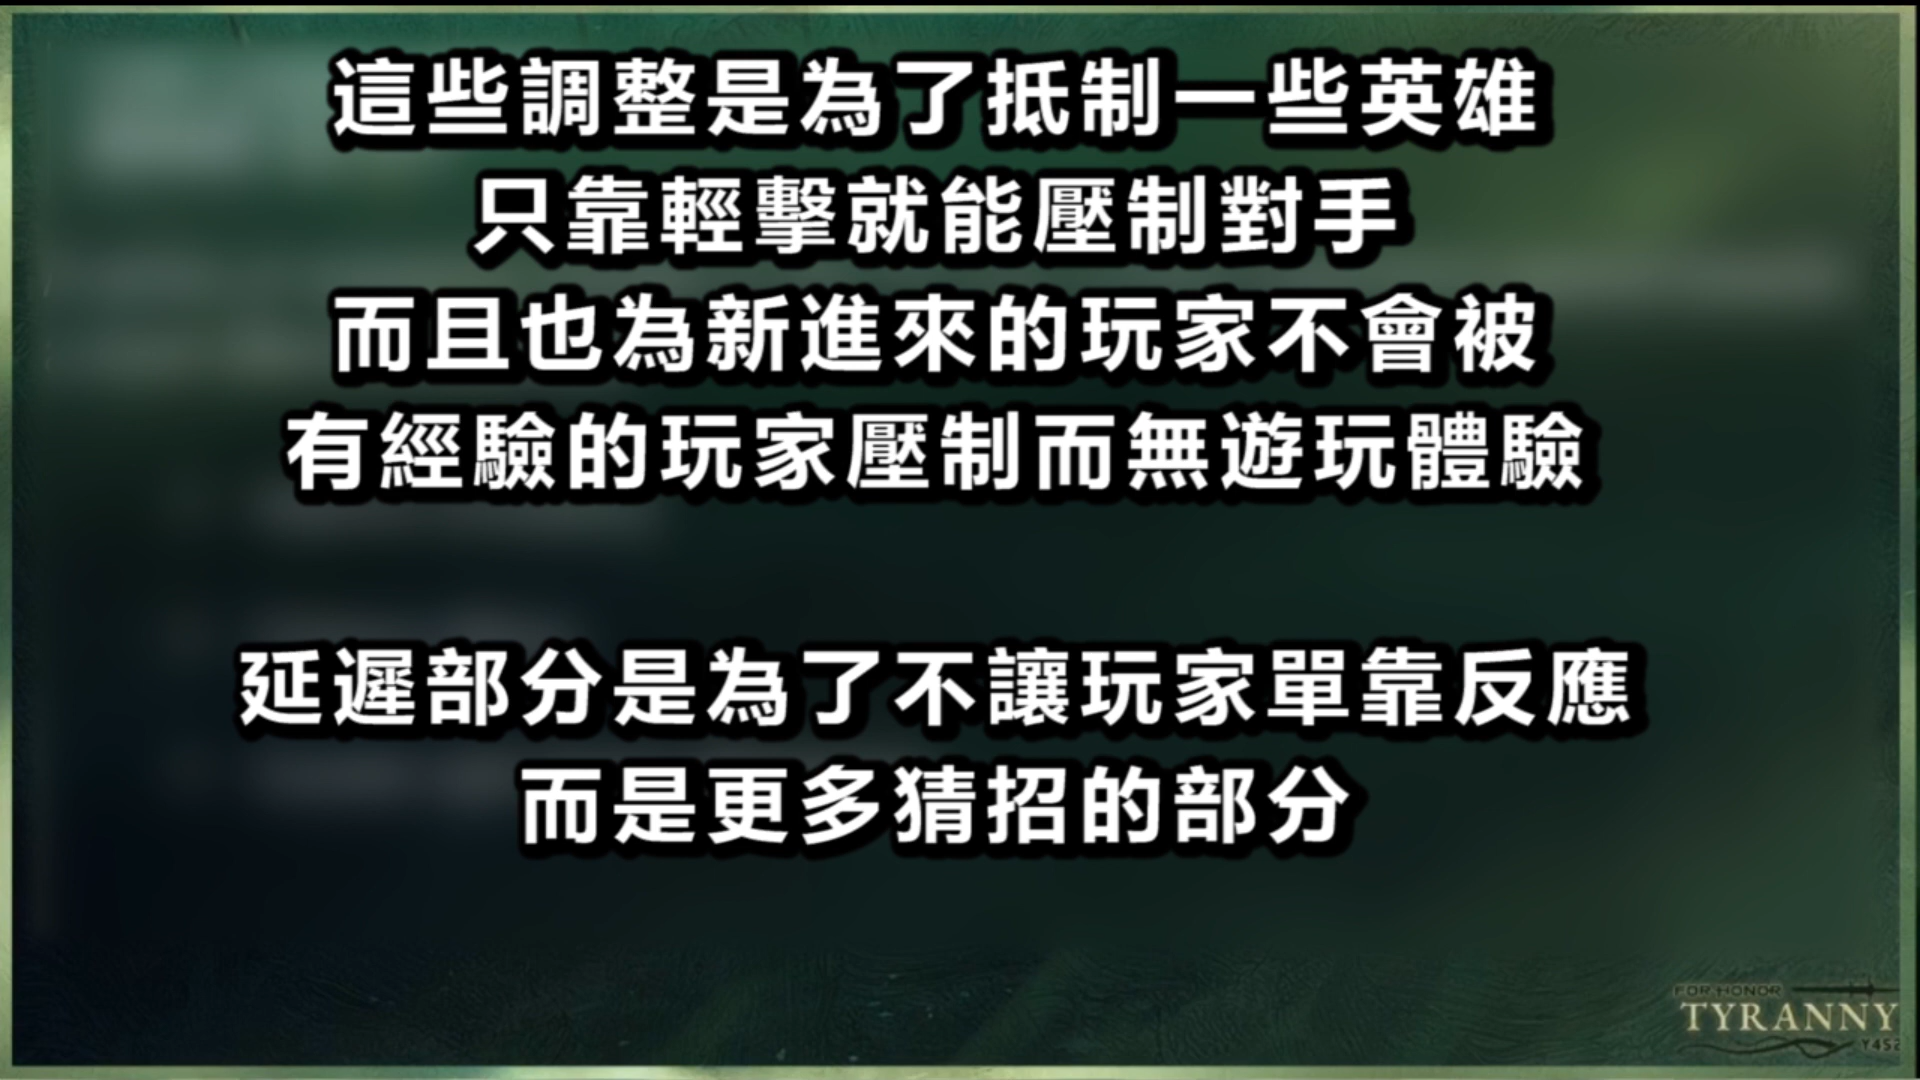 這些調整是為了抵制一些英雄
只靠輕擊就能壓制對手
而且也為新進來的玩家不會被
有經驗的玩家壓制而無遊玩體驗
延遲部分是為了不讓玩家單靠反應
而是更多猜招的部分
FOR HONOR
TYRANNY
Y4S2